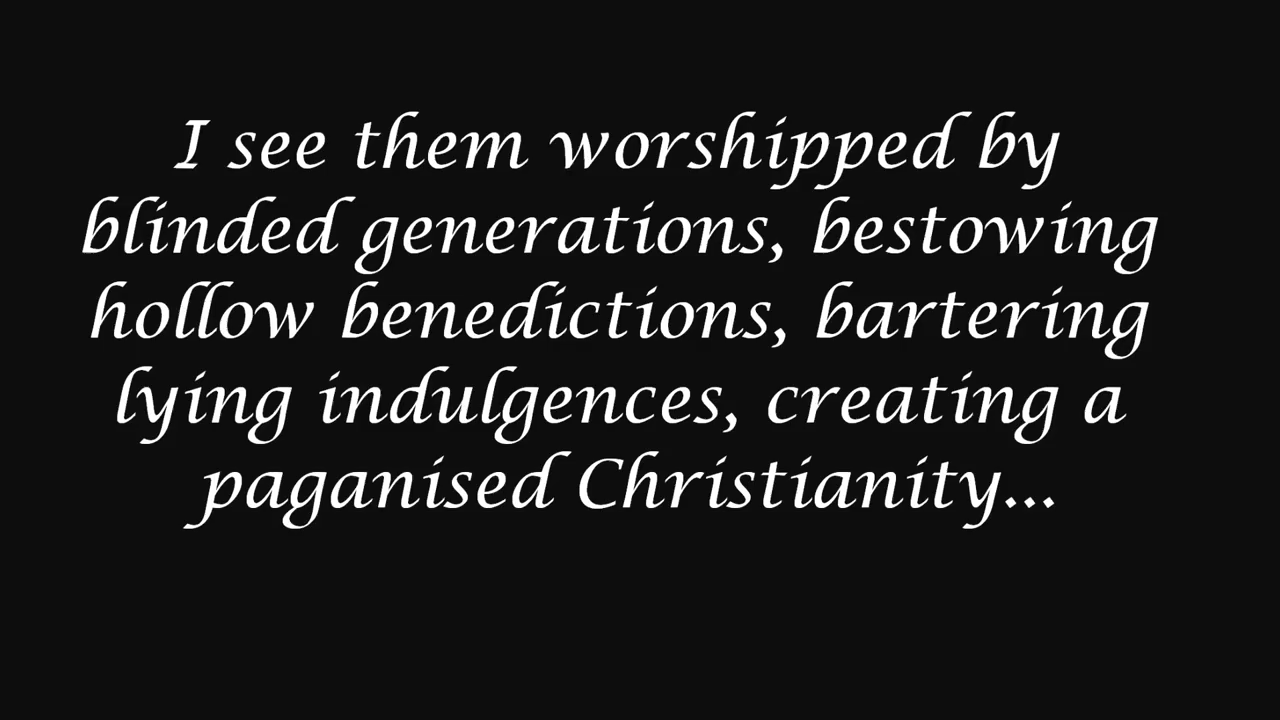 I see them worshipped by
blinded generations, bestowing
hollow benedictions, bartering
lying indulgences, creating a
paganised Christianity...